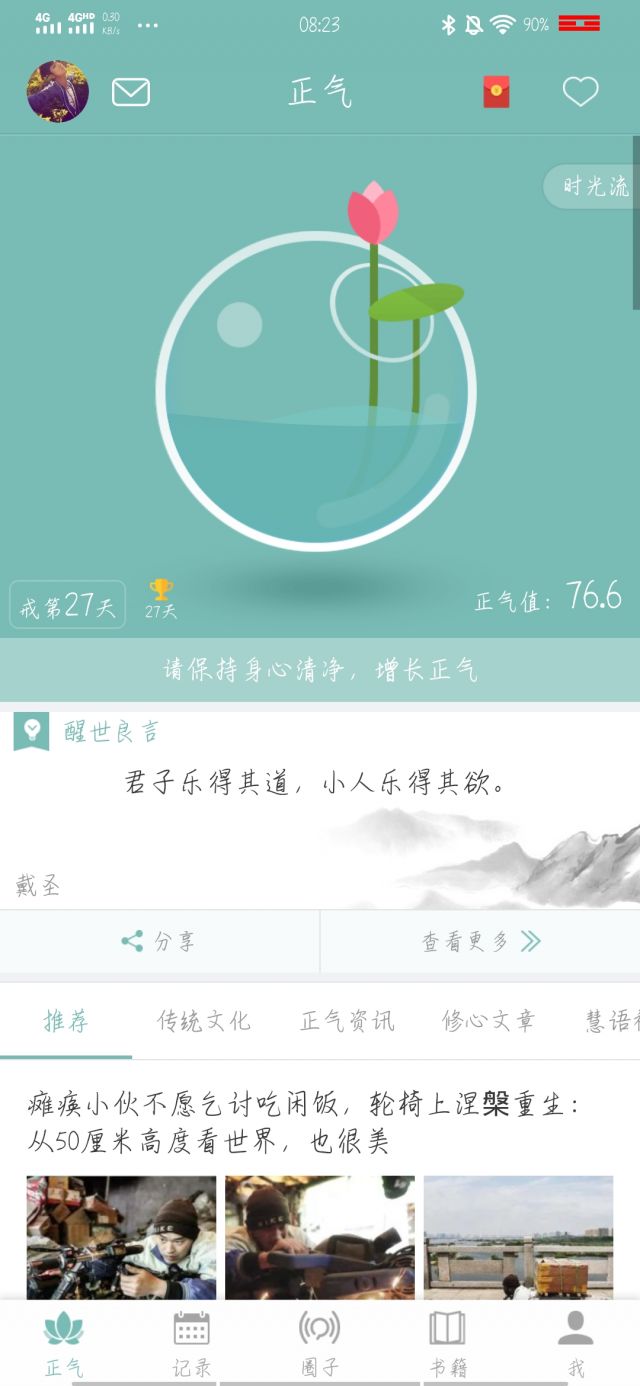 4G 4GHD 0.30 KB/s ... 08:23 90%
正气
时光流
戒第27天
27天
正气值：76.6
请保持身心清净，增长正气
醒世良言
君子乐得其道，小人乐得其欲。
戴圣
分享 查看更多
推荐 传统文化 正气资讯 修心文章 慧语
瘫痪小伙不愿乞讨吃闲饭，轮椅上涅槃重生：
从50厘米高度看世界，也很美
NIKE
正气 记录 圈子 书籍 我